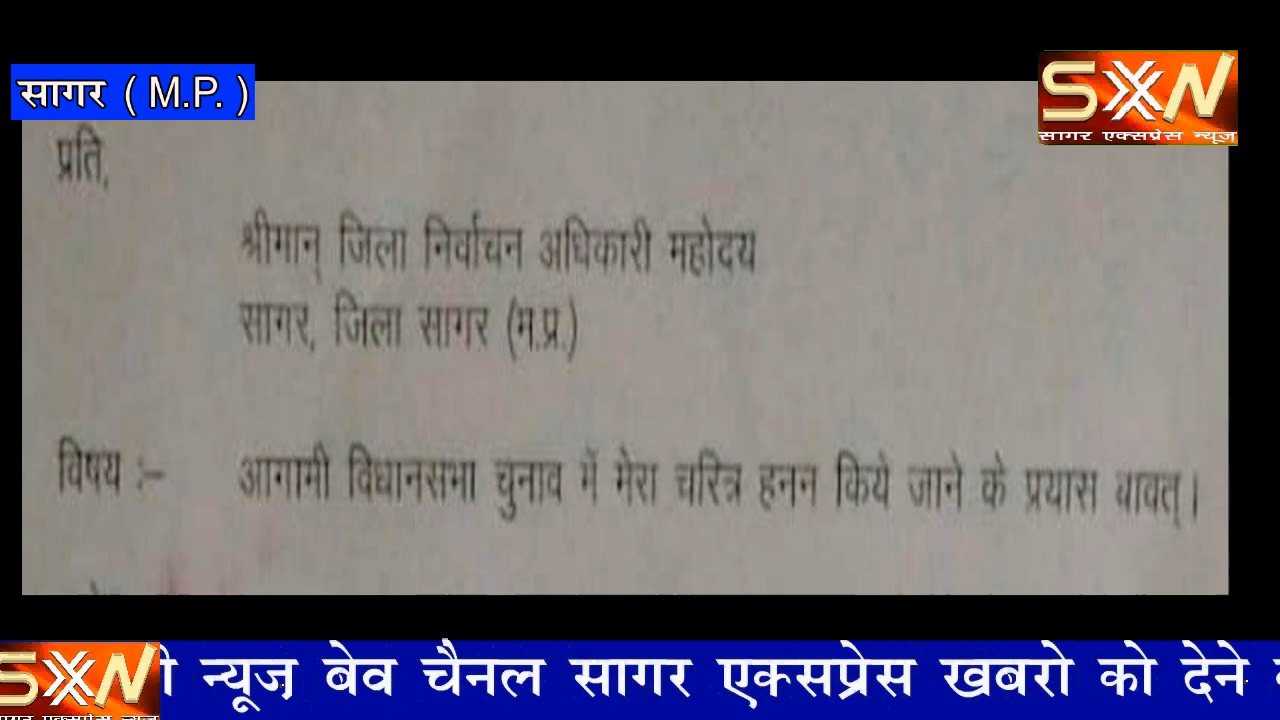 सागर ( M.P. )
SXN
सागर एक्सप्रेस न्यूज
प्रति,
श्रीमान् जिला निर्वाचन अधिकारी महोदय
सागर, जिला सागर (म.प्र.)
विषय :- आगामी विधानसभा चुनाव में मेरा चरित्र हनन किये जाने के प्रयास बावत्।
SXN
न्यूज़ बेव चैनल सागर एक्सप्रेस खबरो को देने